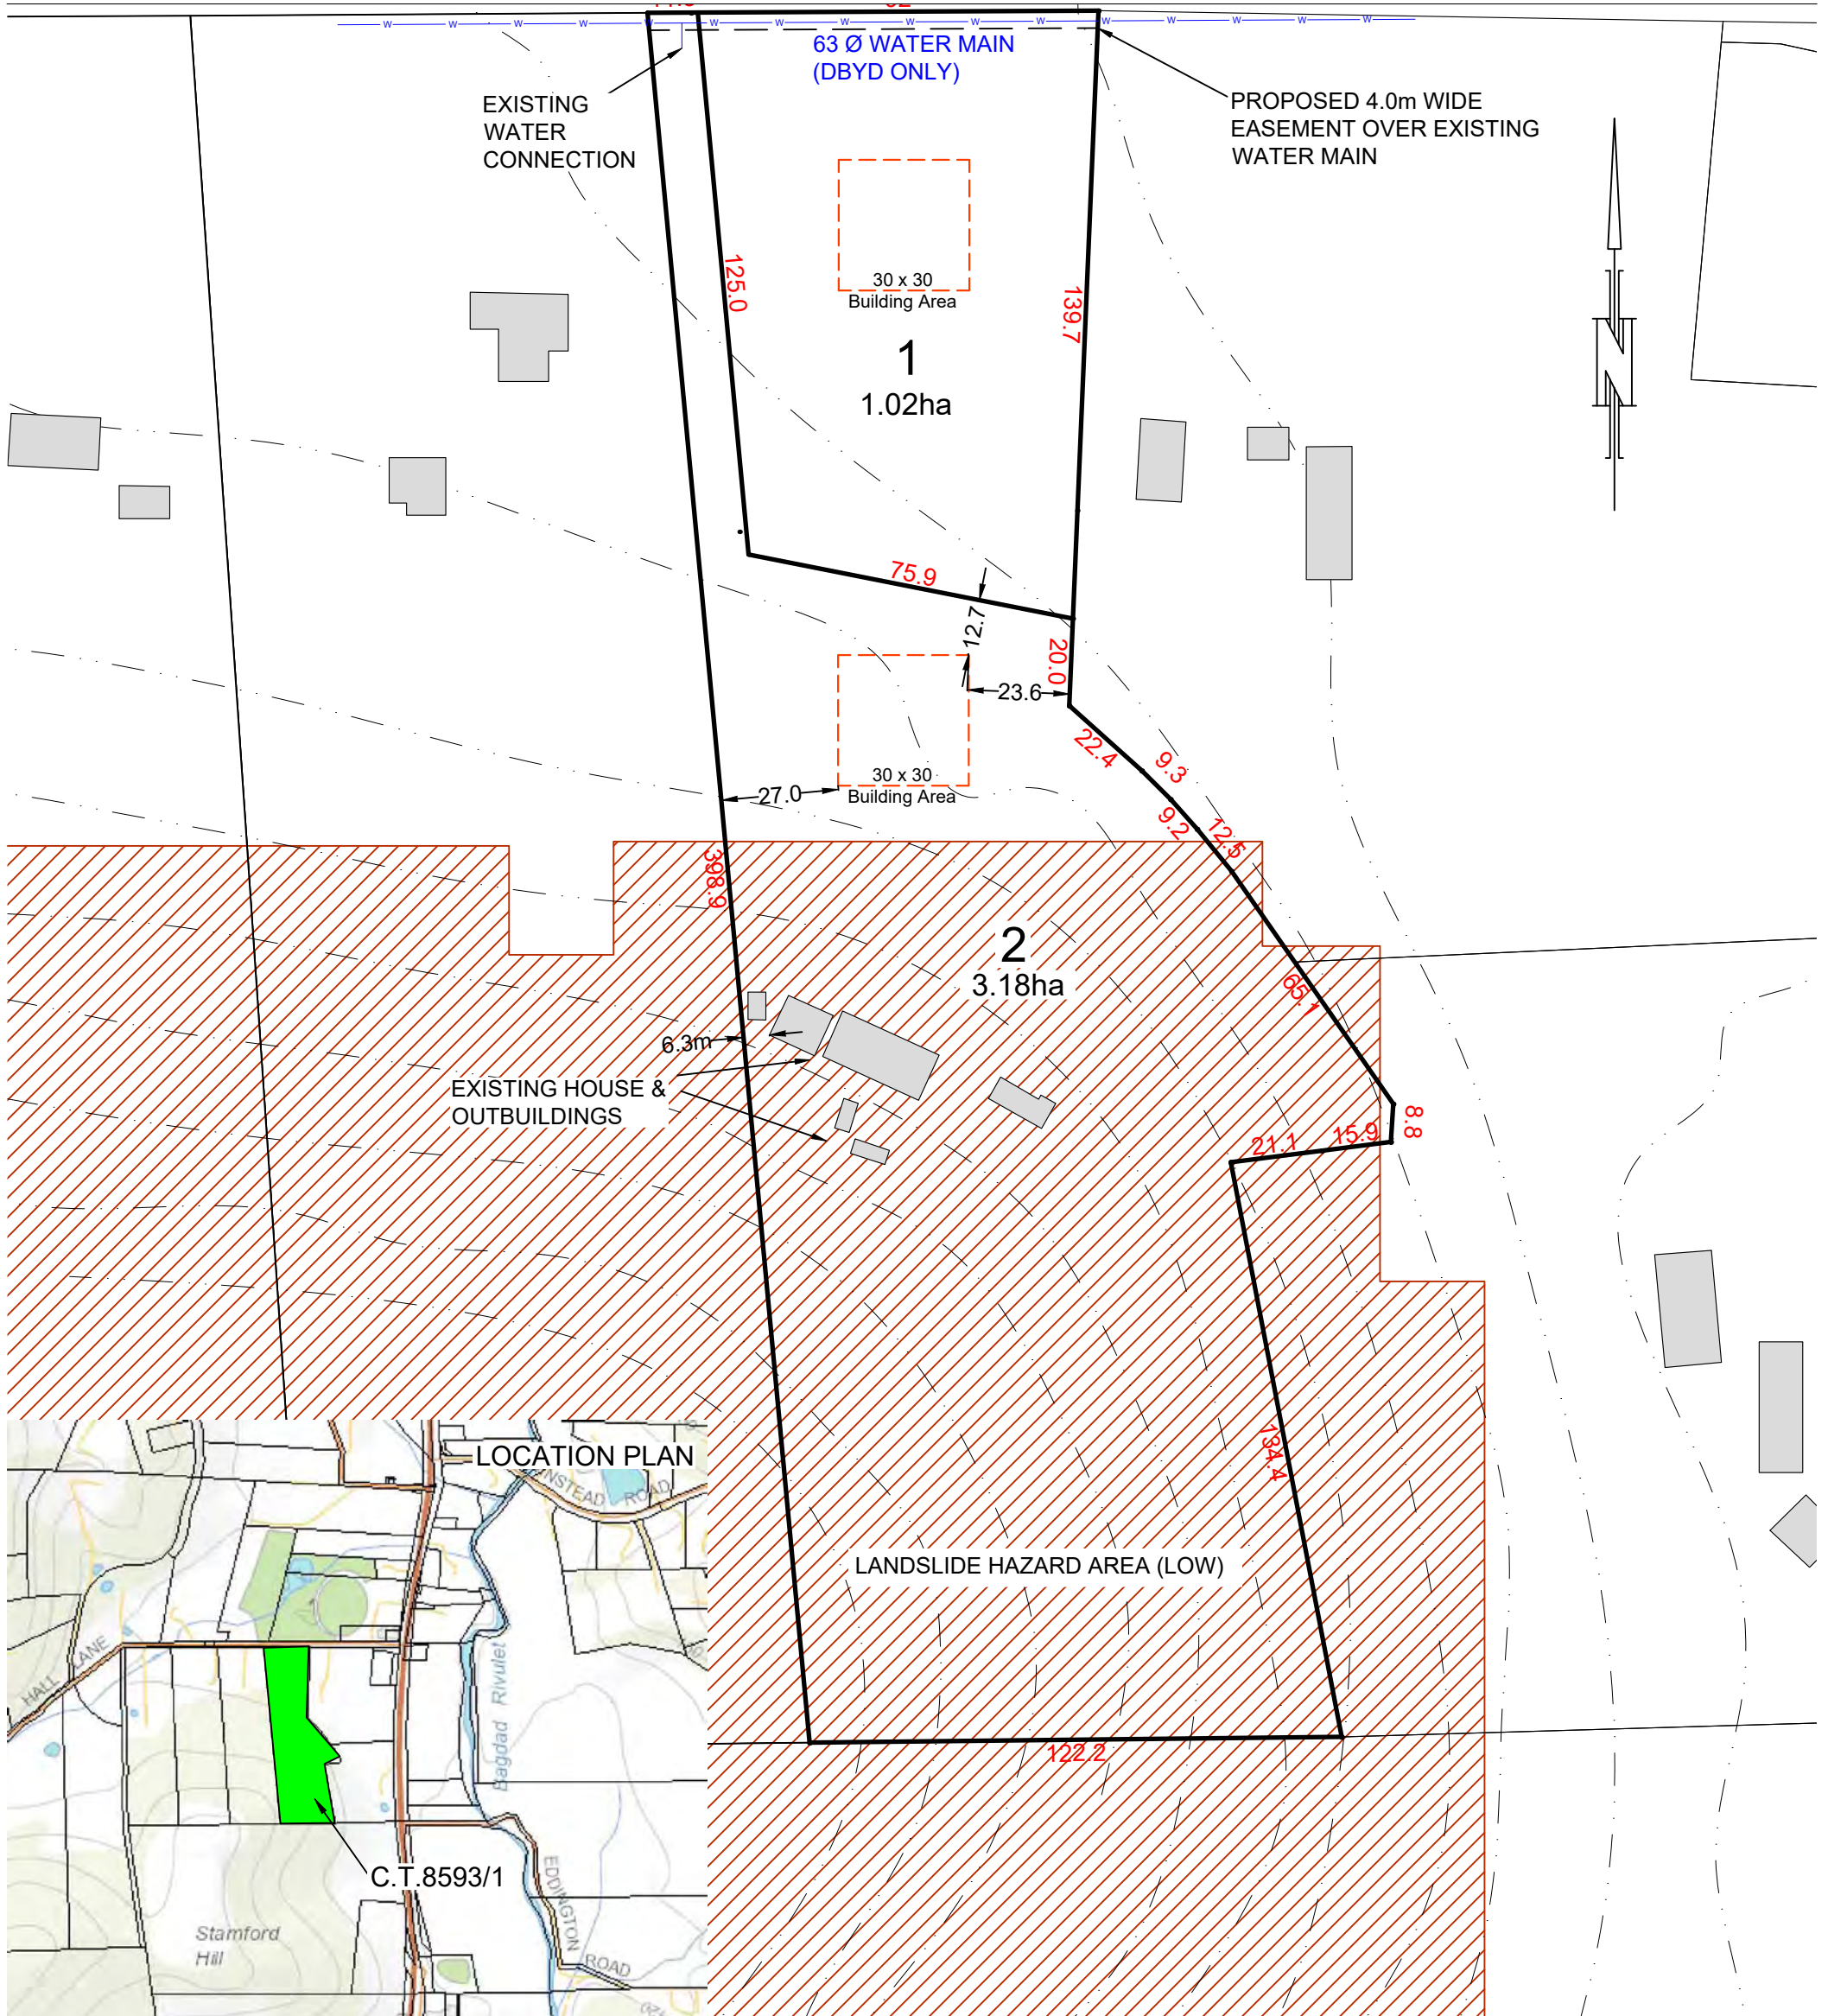 W W W W W W W W W W W W W W W W
63 Ø WATER MAIN
(DBYD ONLY)
EXISTING
WATER
CONNECTION
PROPOSED 4.0m WIDE
EASEMENT OVER EXISTING
WATER MAIN
30 x 30
Building Area
125.0
139.7
1
1.02ha
N
75.9
12.7
20.0
23.6
22.4
9.3
30 x 30
Building Area
27.0
9.2
12.5
398.9
2
3.18ha
65.1
6.3m
EXISTING HOUSE &
OUTBUILDINGS
8.8
21.1
15.9
134.4
LANDSLIDE HAZARD AREA (LOW)
122.2
LOCATION PLAN
NSTEAD ROAD
HALL LANE
Bagdad Rivulet
C.T.8593/1
EDDINGTON ROAD
Stamford
Hill